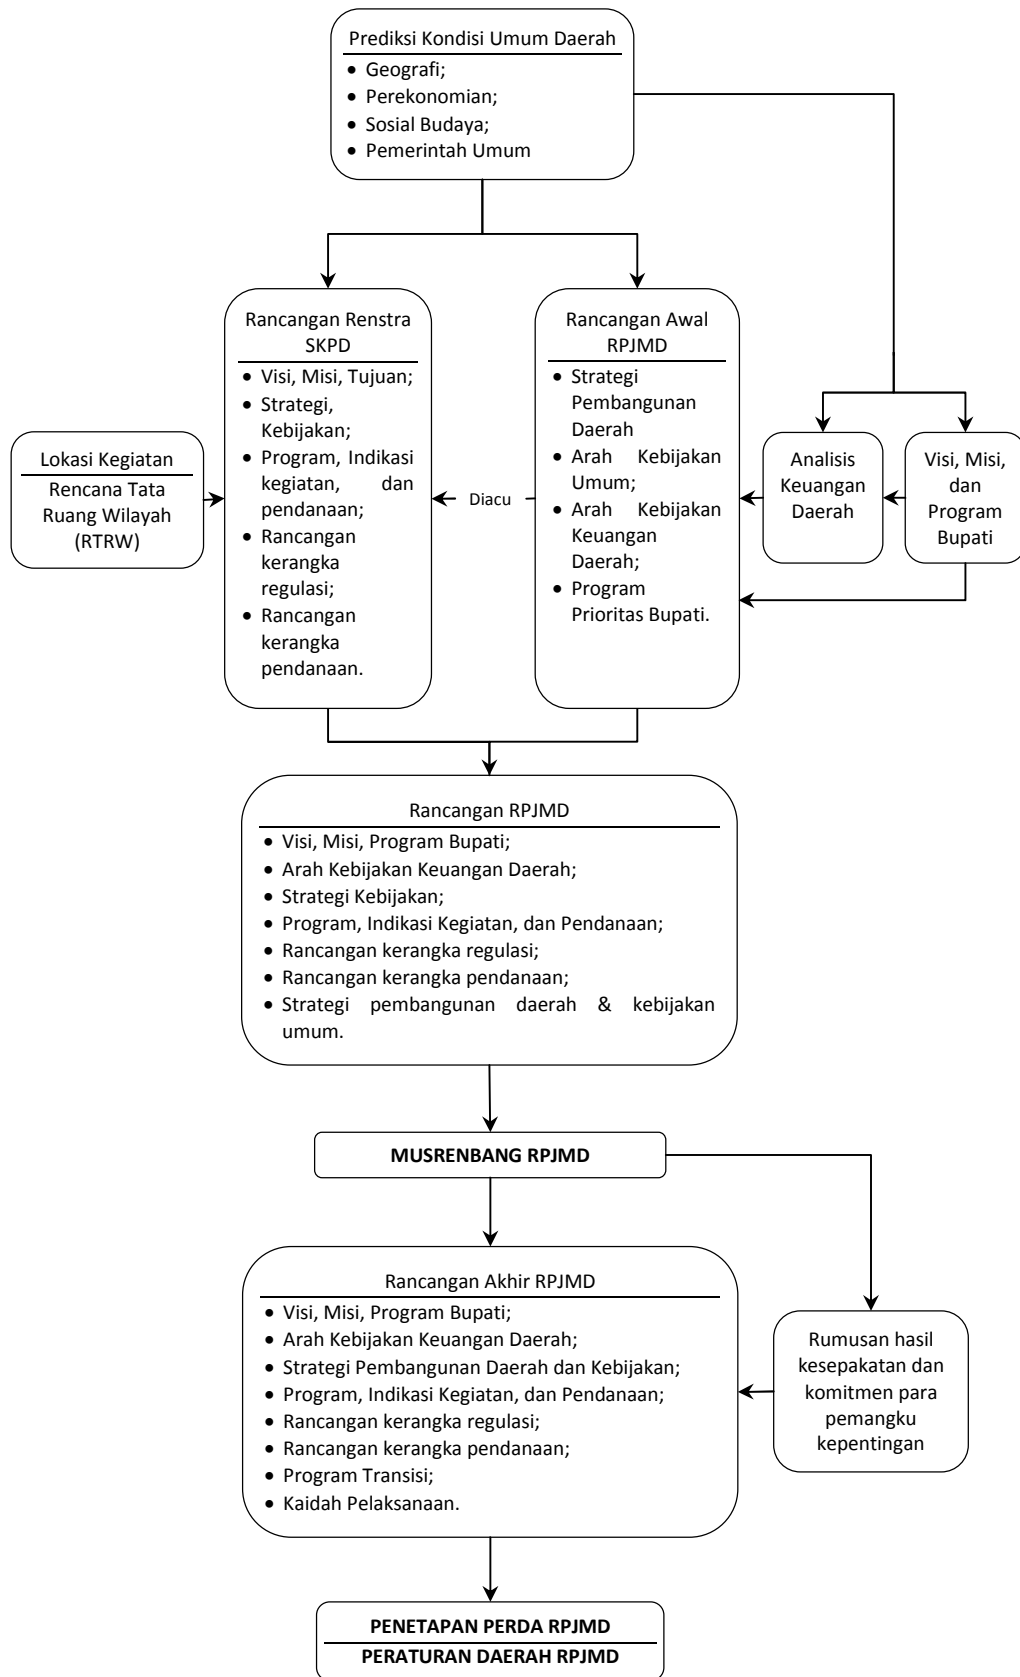 Prediksi Kondisi Umum Daerah
• Geografi;
• Perekonomian;
• Sosial Budaya;
• Pemerintah Umum
Lokasi Kegiatan
Rencana Tata
Ruang Wilayah
(RTRW)
Rancangan Renstra
SKPD
• Visi, Misi, Tujuan;
• Strategi,
Kebijakan;
• Program, Indikasi
kegiatan, dan
pendanaan;
• Rancangan
kerangka
regulasi;
• Rancangan
kerangka
pendanaan.
Diacu
Rancangan Awal
RPJMD
• Strategi
Pembangunan
Daerah
• Arah Kebijakan
Umum;
• Arah Kebijakan
Keuangan
Daerah;
• Program
Prioritas Bupati.
Analisis
Keuangan
Daerah
Visi, Misi,
dan
Program
Bupati
Rancangan RPJMD
• Visi, Misi, Program Bupati;
• Arah Kebijakan Keuangan Daerah;
• Strategi Kebijakan;
• Program, Indikasi Kegiatan, dan Pendanaan;
• Rancangan kerangka regulasi;
• Rancangan kerangka pendanaan;
• Strategi pembangunan daerah & kebijakan
umum.
MUSRENBANG RPJMD
Rancangan Akhir RPJMD
• Visi, Misi, Program Bupati;
• Arah Kebijakan Keuangan Daerah;
• Strategi Pembangunan Daerah dan Kebijakan;
• Program, Indikasi Kegiatan, dan Pendanaan;
• Rancangan kerangka regulasi;
• Rancangan kerangka pendanaan;
• Program Transisi;
• Kaidah Pelaksanaan.
Rumusan hasil
kesepakatan dan
komitmen para
pemangku
kepentingan
PENETAPAN PERDA RPJMD
PERATURAN DAERAH RPJMD